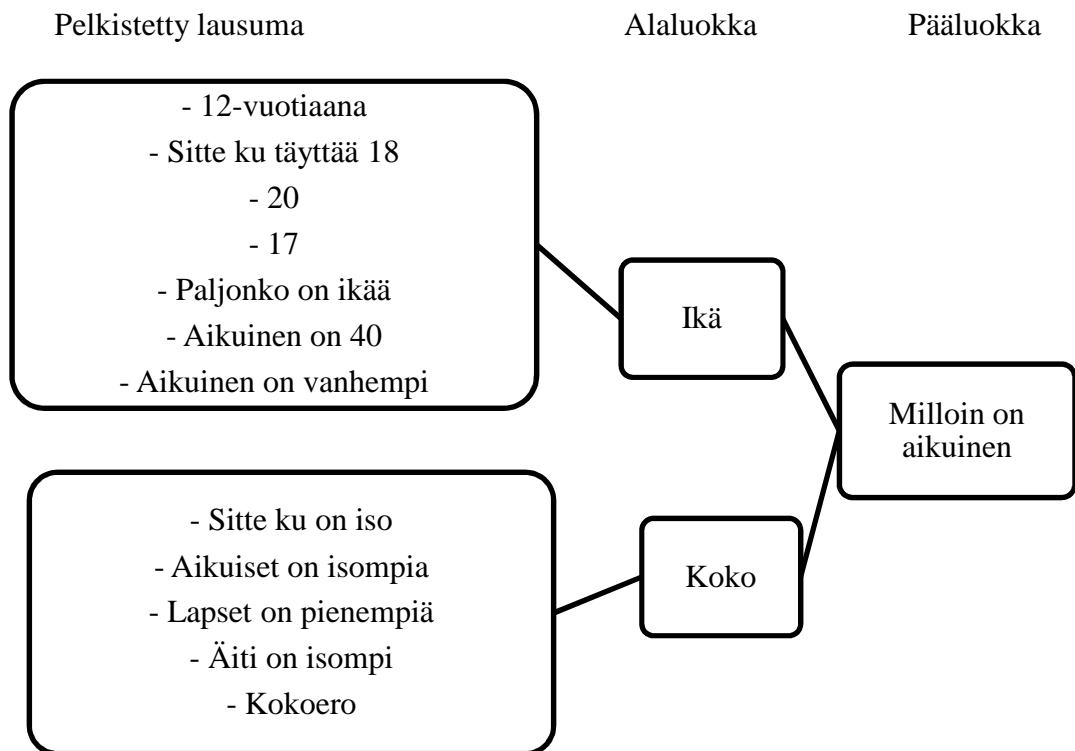 Pelkistetty lausuma Alaluokka Pääluokka
- 12-vuotiaana
- Sitte ku täyttää 18
- 20
- 17
- Paljonko on ikää
- Aikuinen on 40
- Aikuinen on vanhempi
Ikä
Milloin on
aikuinen
- Sitte ku on iso
- Aikuiset on isompia
- Lapset on pienempiä
- Äiti on isompi
- Kokoero
Koko